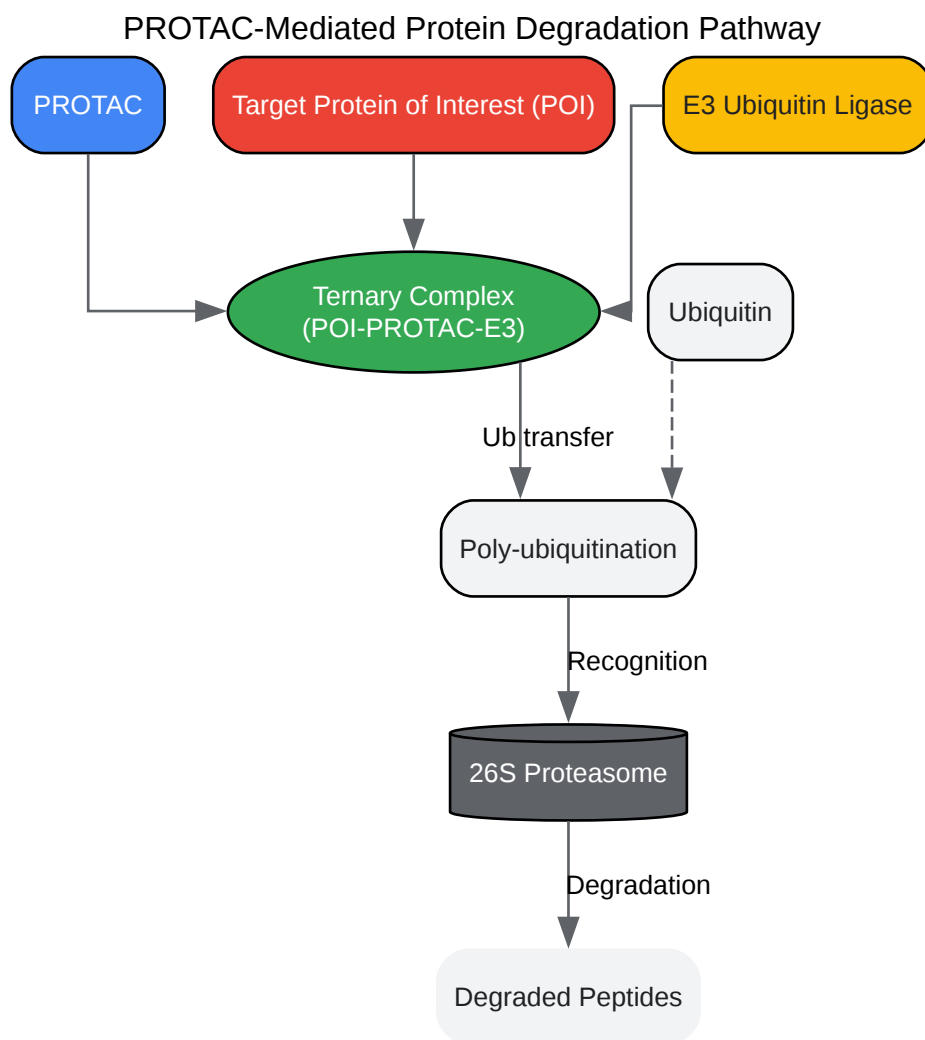 PROTAC-Mediated Protein Degradation Pathway
PROTAC
Target Protein of Interest (POI)
E3 Ubiquitin Ligase
Ternary Complex
(POI-PROTAC-E3)
Ubiquitin
Ub transfer
Poly-ubiquitination
Recognition
26S Proteasome
Degradation
Degraded Peptides